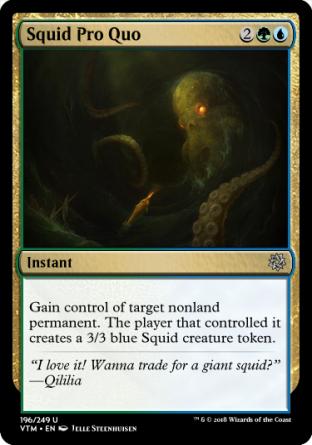 Squid Pro Quo 2
Instant
Gain control of target nonland
permanent. The player that controlled it
creates a 3/3 blue Squid creature token.
“I love it! Wanna trade for a giant squid?”
—Qililia
196/249 U
VTM • EN JELLE STEENHUISEN
™ & © 2018 Wizards of the Coast